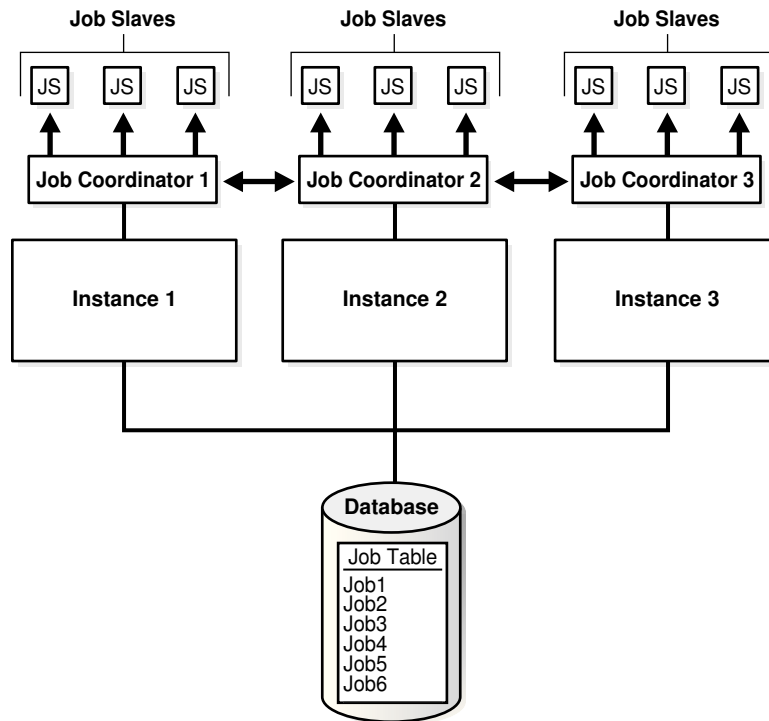 Job Slaves
Job Slaves
Job Slaves
JS JS JS
JS JS JS
JS JS JS
Job Coordinator 1
Job Coordinator 2
Job Coordinator 3
Instance 1
Instance 2
Instance 3
Database
Job Table
Job1
Job2
Job3
Job4
Job5
Job6